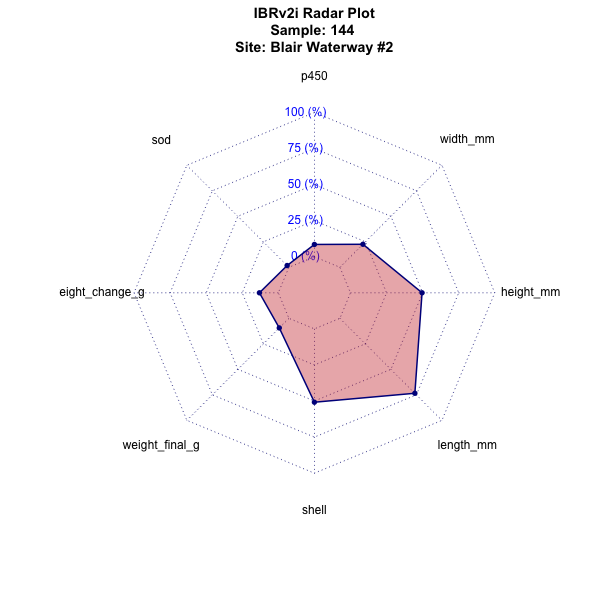 IBRv2i Radar Plot
Sample: 144
Site: Blair Waterway #2
p450
100 (%)
sod
width_mm
75 (%)
50 (%)
25 (%)
0 (%)
eight_change_g
height_mm
weight_final_g
length_mm
shell